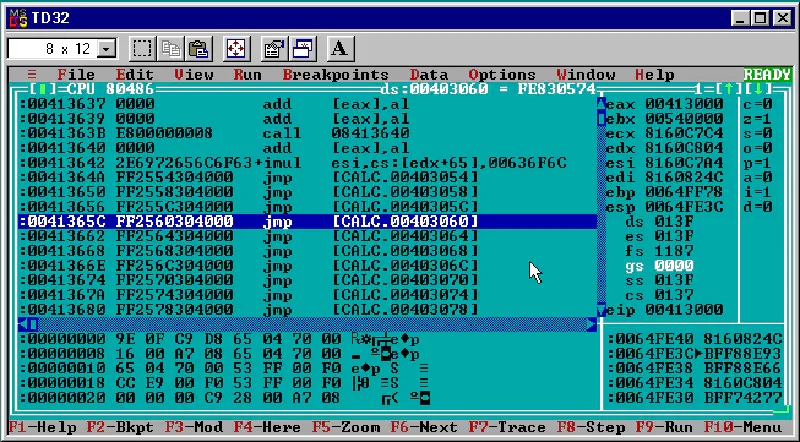 TD32
8 x 12
A
≡ File Edit View Run Breakpoints Data Options Window Help READY
CPU 80486 ds:00403060 = FE830574 1
:00413637 0000 add [eax],al
:00413639 0000 add [eax],al
:0041363B E800000008 call 08413640
:00413640 0000 add [eax],al
:00413642 2E6972656C6F63+imul esi,cs:[edx+65],00636F6C
:0041364A FF2554304000 jmp [CALC.00403054]
:00413650 FF2558304000 jmp [CALC.00403058]
:00413656 FF255C304000 jmp [CALC.0040305C]
:0041365C FF2560304000 jmp [CALC.00403060]
:00413662 FF2564304000 jmp [CALC.00403064]
:00413668 FF2568304000 jmp [CALC.00403068]
:0041366E FF256C304000 jmp [CALC.0040306C]
:00413674 FF2570304000 jmp [CALC.00403070]
:0041367A FF2574304000 jmp [CALC.00403074]
:00413680 FF2578304000 jmp [CALC.00403078]
eax 00413000 c=0
ebx 00540000 z=1
ecx 8160C7C4 s=0
edx 8160C804 o=0
esi 8160C7A4 p=1
edi 8160824C a=0
ebp 0064FF78 i=1
esp 0064FE3C d=0
ds 013F
es 013F
fs 1187
gs 0000
ss 013F
cs 0137
eip 00413000
:00000000 9E 0F C9 D8 65 04 70 00
:00000008 16 00 A7 08 65 04 70 00
:00000010 65 04 70 00 53 FF 00 F0 e♦p S ≡
:00000018 CC E9 00 F0 53 FF 00 F0
:00000020 00 00 00 C9 28 00 A7 08
:0064FE40 8160824C
:0064FE3C►BFF88E93
:0064FE38 BFF88E66
:0064FE34 8160C804
:0064FE30 BFF74277
F1-Help F2-Bkpt F3-Mod F4-Here F5-Zoom F6-Next F7-Trace F8-Step F9-Run F10-Menu